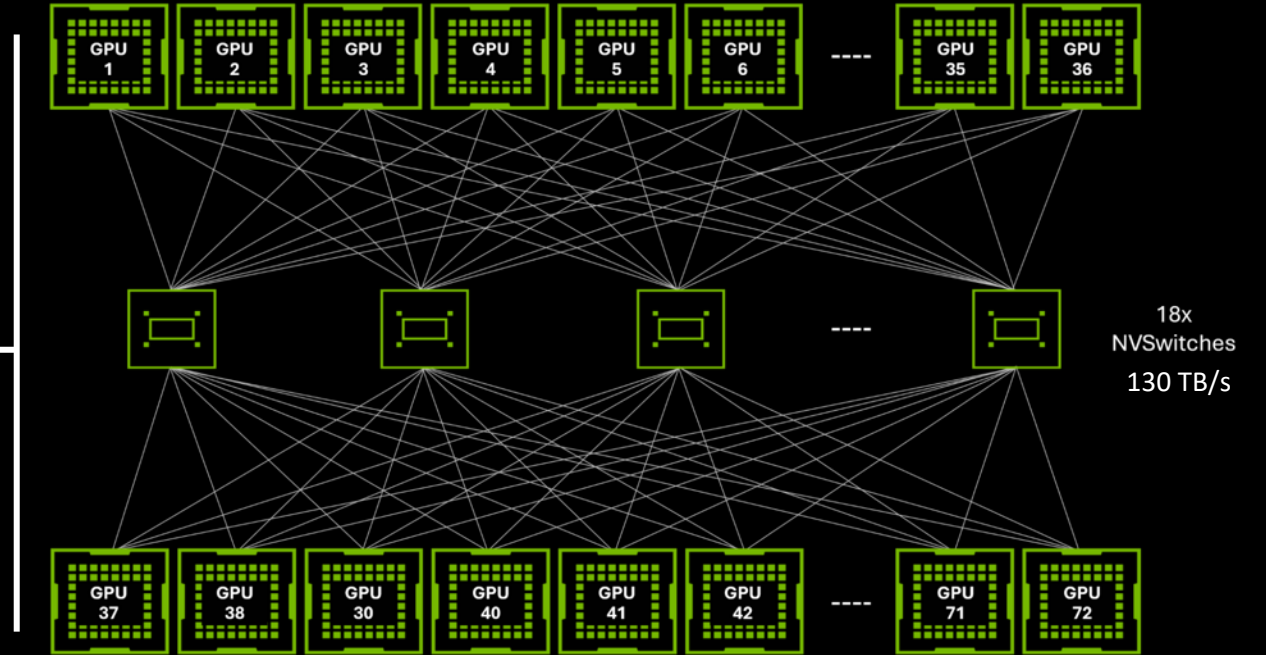 GPU
1
GPU
2
GPU
3
GPU
4
GPU
5
GPU
6
----
GPU
35
GPU
36
----
18x
NVSwitches
130 TB/s
GPU
37
GPU
38
GPU
30
GPU
40
GPU
41
GPU
42
----
GPU
71
GPU
72